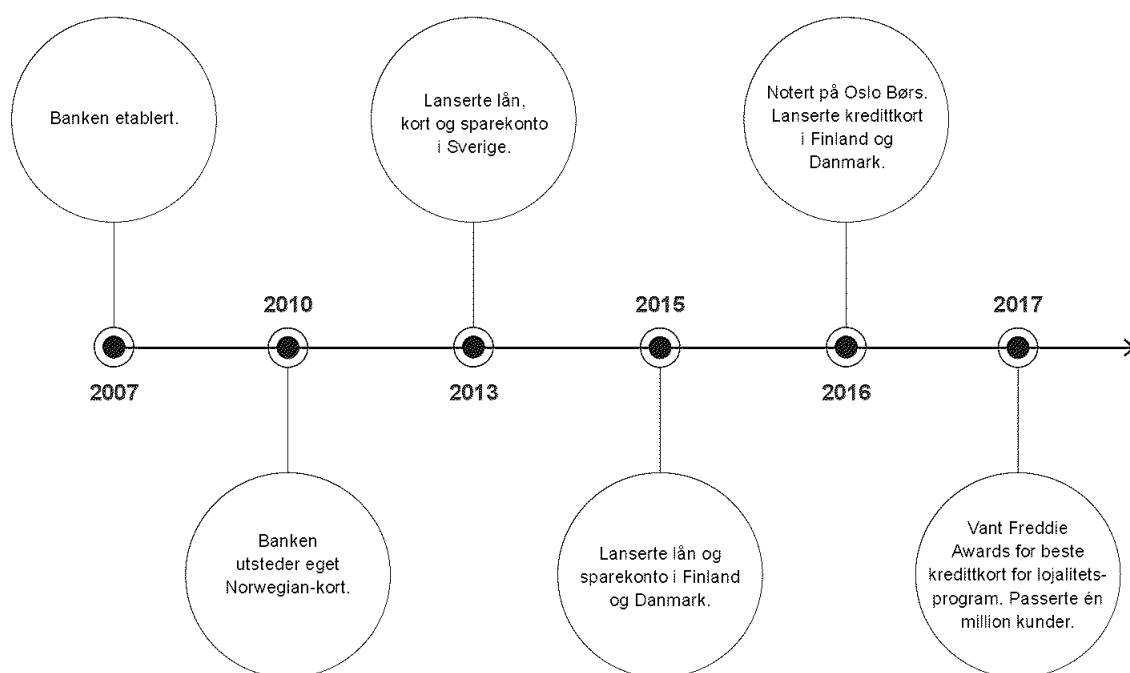 Banken etablert.
Lanserte lån,
kort og sparekonto
i Sverige.
Notert på Oslo Børs.
Lanserte kredittkort
i Finland og
Danmark.
2010
2015
2017
2007
2013
2016
Banken
utsteder eget
Norwegian-kort.
Lanserte lån og
sparekonto i Finland
og Danmark.
Vant Freddie
Awards for beste
kredittkort for lojalitets-
program. Passerte én
million kunder.